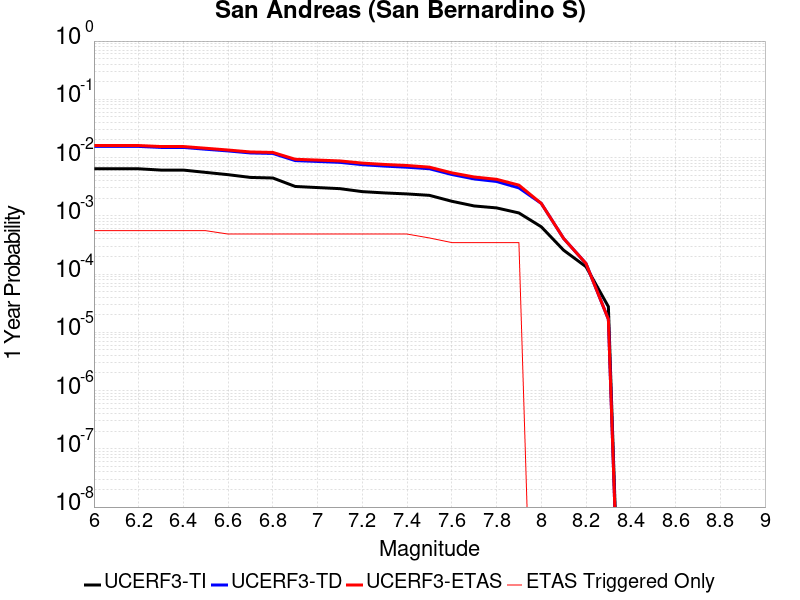 San Andreas (San Bernardino S)
1 Year Probability
10^0
10^-1
10^-2
10^-3
10^-4
10^-5
10^-6
10^-7
10^-8
6 6.2 6.4 6.6 6.8 7 7.2 7.4 7.6 7.8 8 8.2 8.4 8.6 8.8 9
Magnitude
UCERF3-TI UCERF3-TD UCERF3-ETAS ETAS Triggered Only